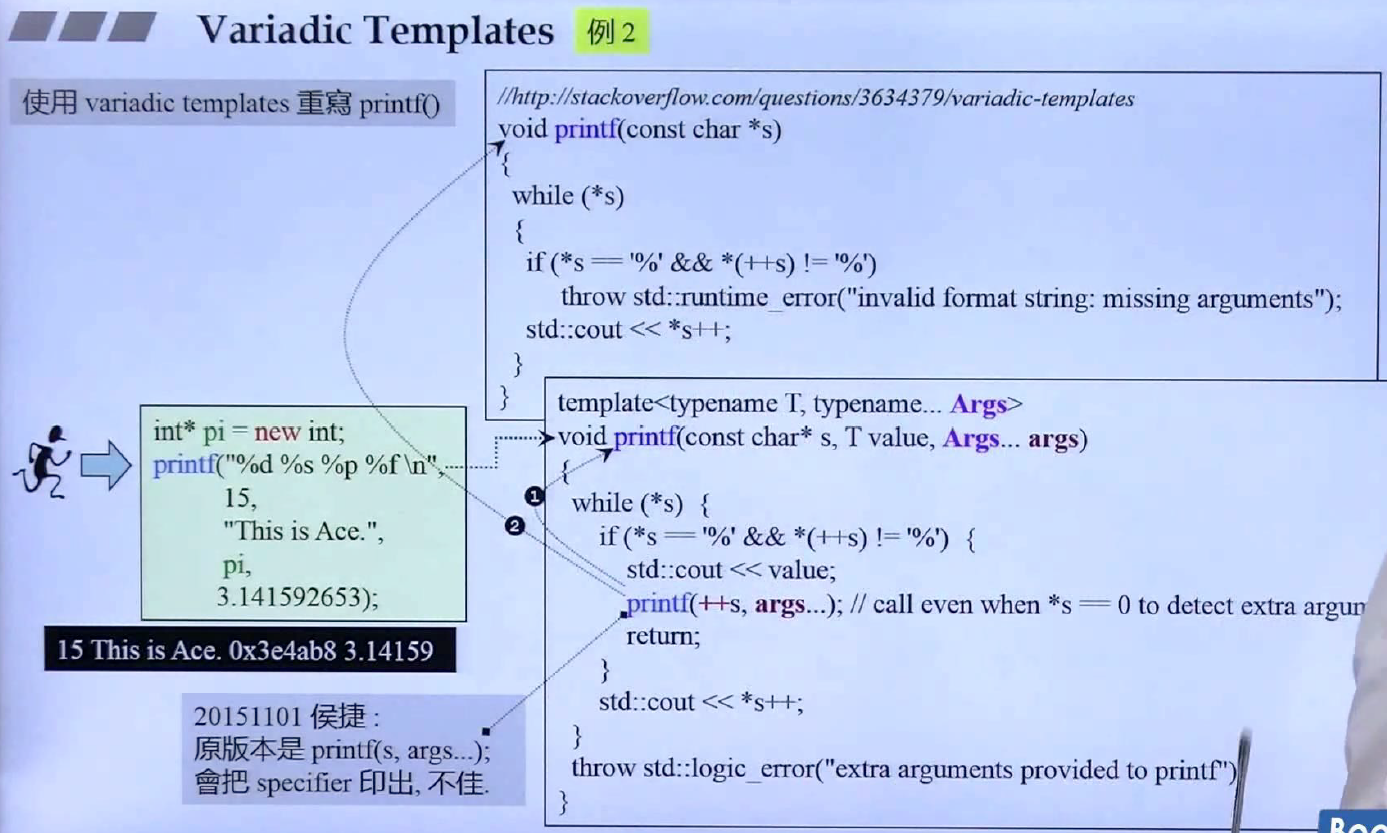 Variadic Templates 例 2
使用 variadic templates 重寫 printf()
//http://stackoverflow.com/questions/3634379/variadic-templates
void printf(const char *s)
{
while (*s)
{
if (*s == '%' && *(++s) != '%')
throw std::runtime_error("invalid format string: missing arguments");
std::cout << *s++;
}
}
template<typename T, typename... Args>
void printf(const char* s, T value, Args... args)
{
while (*s) {
if (*s == '%' && *(++s) != '%') {
std::cout << value;
printf(++s, args...); // call even when *s == 0 to detect extra argun
return;
}
std::cout << *s++;
}
throw std::logic_error("extra arguments provided to printf")
}
❶
❷
int* pi = new int;
printf("%d %s %p %f \n",
15,
"This is Ace.",
pi,
3.141592653);
15 This is Ace. 0x3e4ab8 3.14159
20151101 侯捷 :
原版本是 printf(s, args...);
會把 specifier 印出, 不佳.